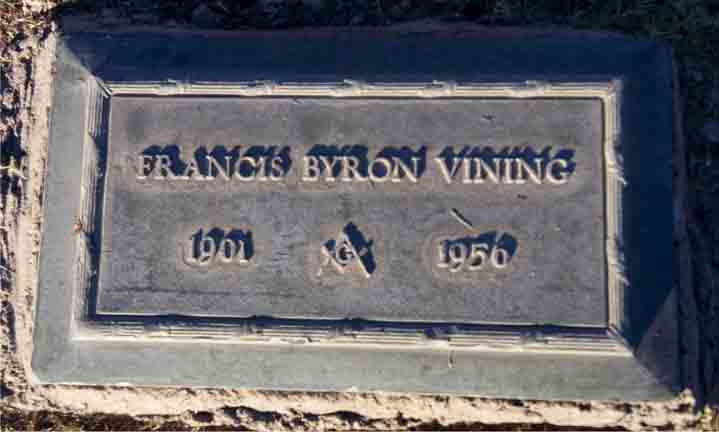 FRANCIS BYRON VINING
1901 G 1956